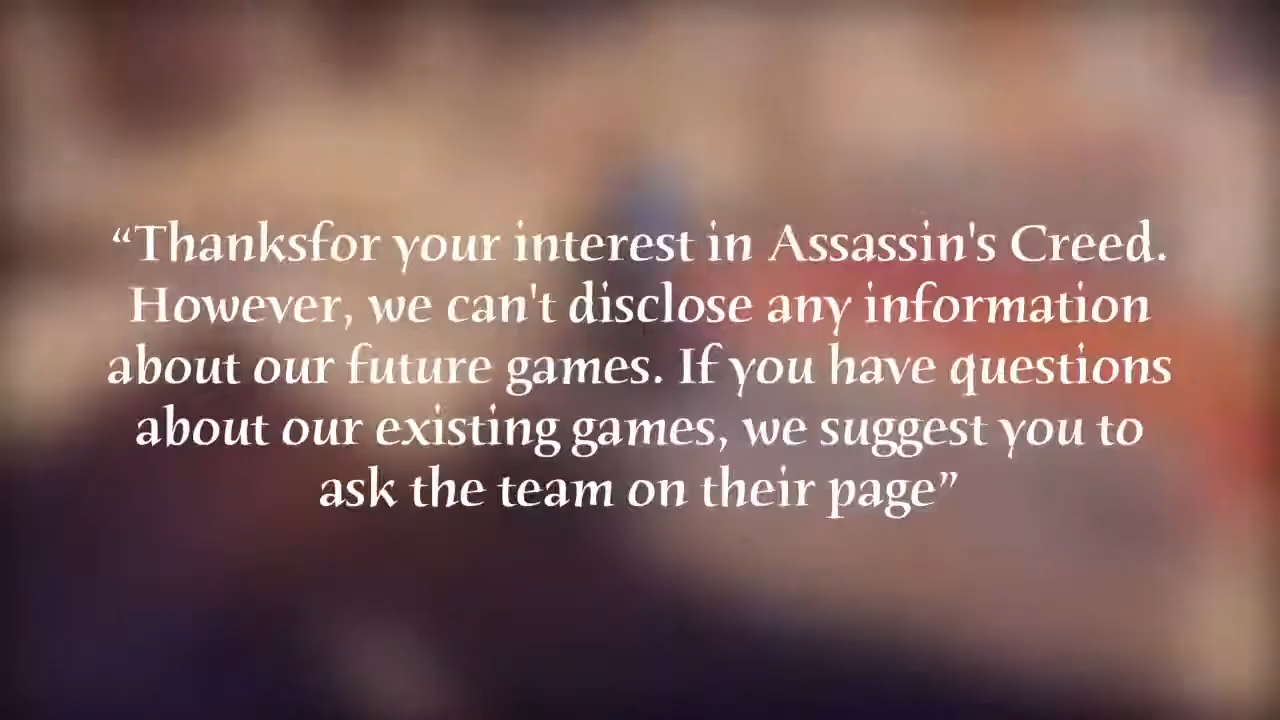 “Thanksfor your interest in Assassin's Creed.
However, we can't disclose any information
about our future games. If you have questions
about our existing games, we suggest you to
ask the team on their page”